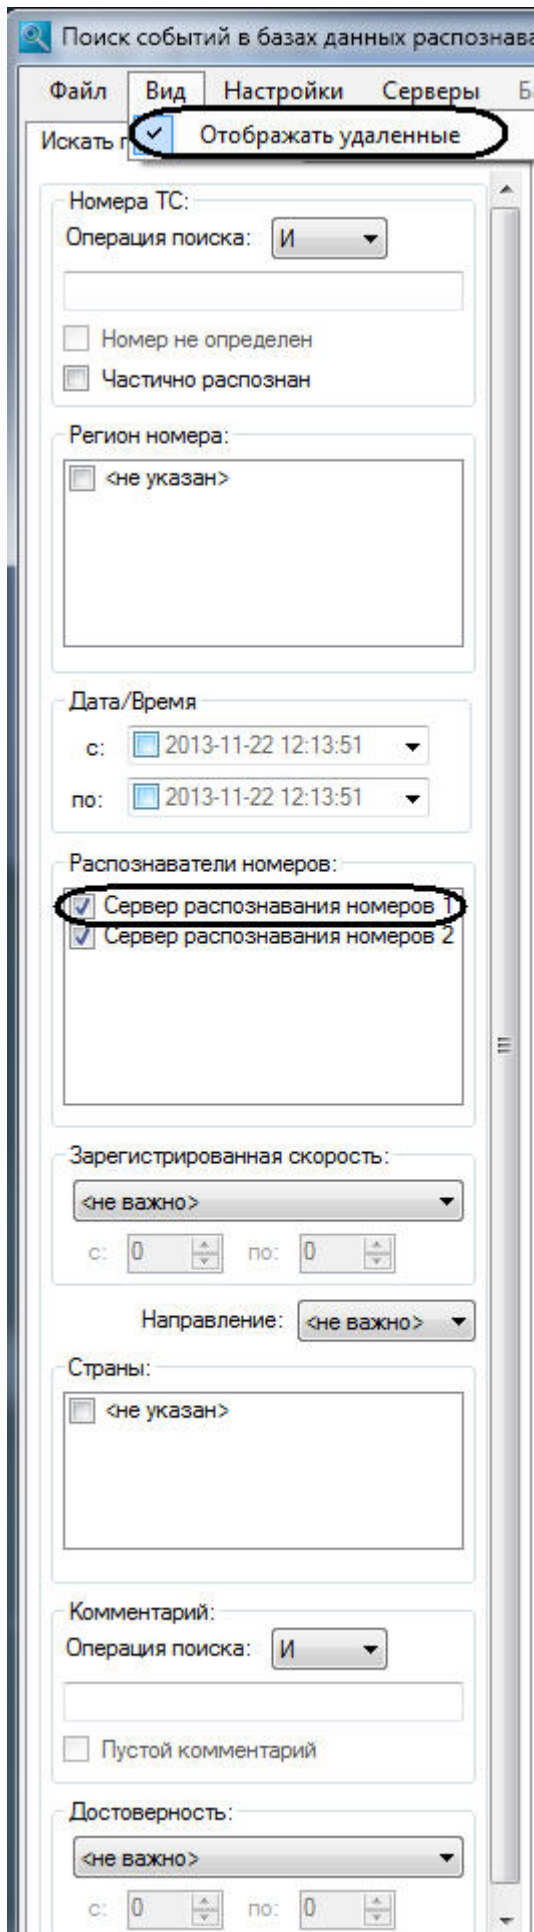 Поиск событий в базах данных распознава
Файл Вид Настройки Серверы
Искать
Отображать удаленные
Номера ТС:
Операция поиска: И
Номер не определен
Частично распознан
Регион номера:
<не указан>
Дата/Время
с: 2013-11-22 12:13:51
по: 2013-11-22 12:13:51
Распознаватели номеров:
Сервер распознавания номеров 1
Сервер распознавания номеров 2
Зарегистрированная скорость:
<не важно>
с: 0 по: 0
Направление: <не важно>
Страны:
<не указан>
Комментарий:
Операция поиска: И
Пустой комментарий
Достоверность:
<не важно>
с: 0 по: 0